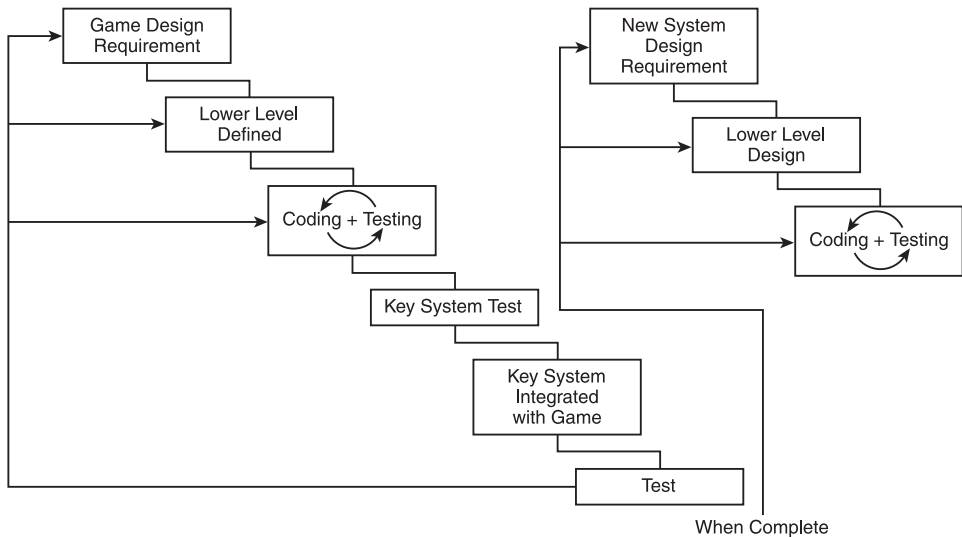 Game Design
Requirement
Lower Level
Defined
Coding + Testing
Key System Test
Key System
Integrated
with Game
Test
New System
Design
Requirement
Lower Level
Design
Coding + Testing
When Complete